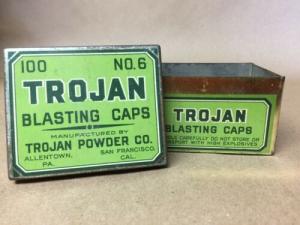 100 NO. 6
TROJAN
BLASTING CAPS
MANUFACTURED BY
TROJAN POWDER CO.
ALLENTOWN, SAN FRANCISCO,
PA. CAL.
TROJAN
BLASTING CAPS
CAREFULLY DO NOT STORE OR
WITH HIGH EXPLOSIVES